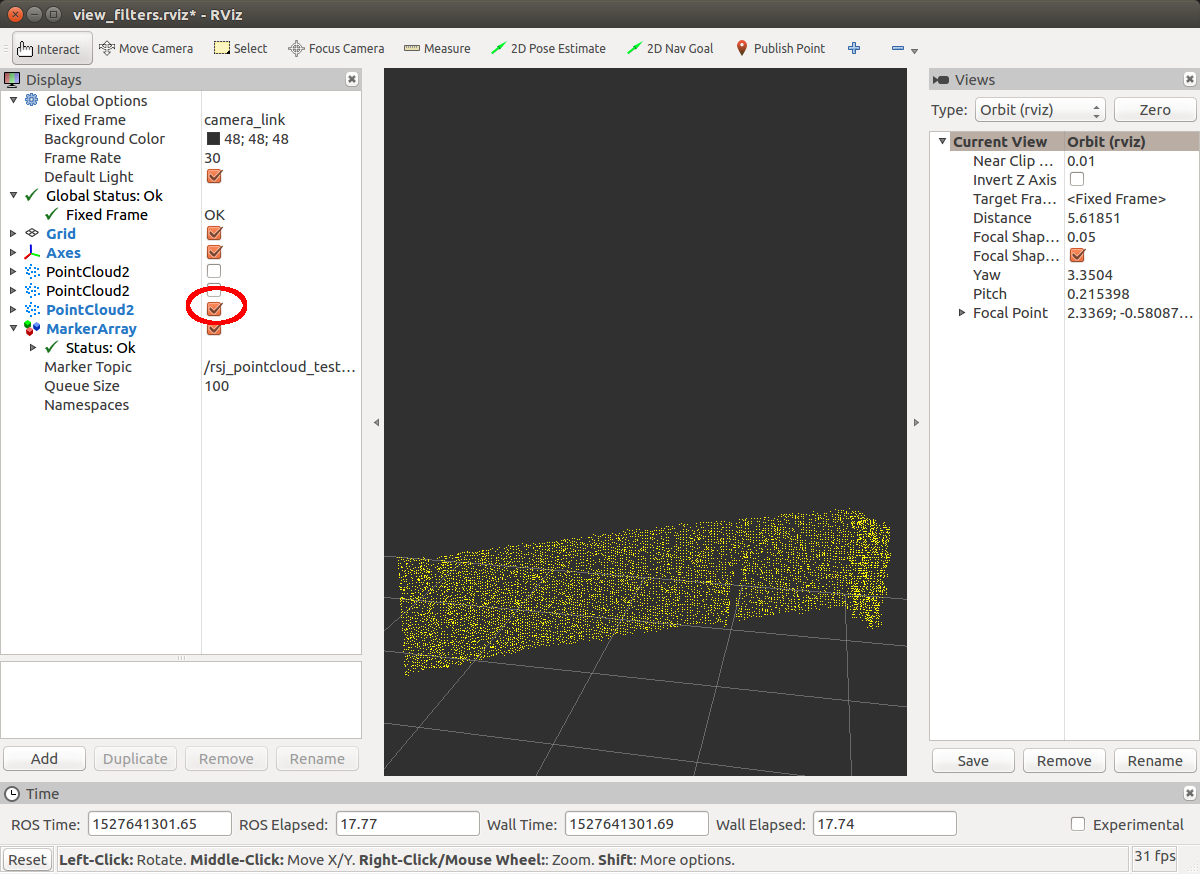 view_filters.rviz* - RViz
Interact Move Camera Select Focus Camera Measure 2D Pose Estimate 2D Nav Goal Publish Point
Displays
Global Options
Fixed Frame camera_link
Background Color 48; 48; 48
Frame Rate 30
Default Light
Global Status: Ok
Fixed Frame OK
Grid
Axes
PointCloud2
PointCloud2
PointCloud2
MarkerArray
Status: Ok
Marker Topic /rsj_pointcloud_test...
Queue Size 100
Namespaces
Add Duplicate Remove Rename
Views
Type: Orbit (rviz) Zero
Current View Orbit (rviz)
Near Clip ... 0.01
Invert Z Axis
Target Fra... <Fixed Frame>
Distance 5.61851
Focal Shap... 0.05
Focal Shap...
Yaw 3.3504
Pitch 0.215398
Focal Point 2.3369; -0.58087...
Save Remove Rename
Time
ROS Time: 1527641301.65 ROS Elapsed: 17.77 Wall Time: 1527641301.69 Wall Elapsed: 17.74 Experimental
Reset Left-Click: Rotate. Middle-Click: Move X/Y. Right-Click/Mouse Wheel:: Zoom. Shift: More options. 31 fps